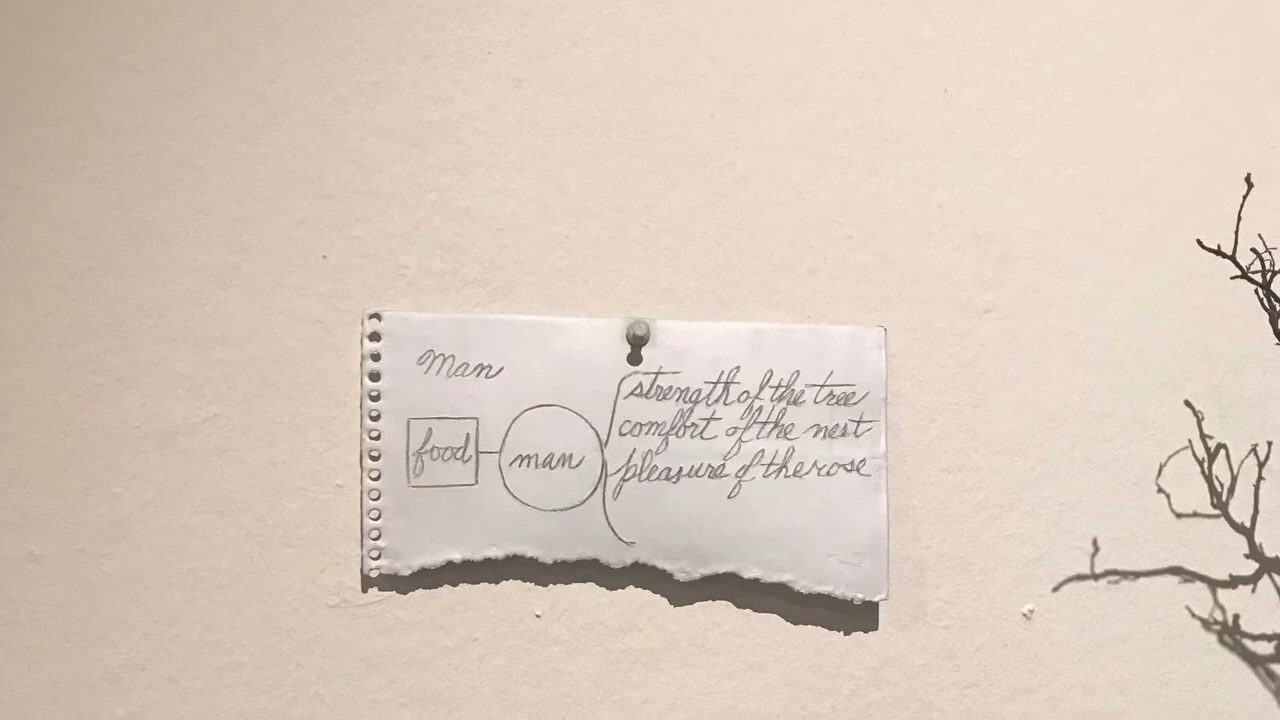 Man
food
man
strength of the tree
comfort of the nest
pleasure of the rose